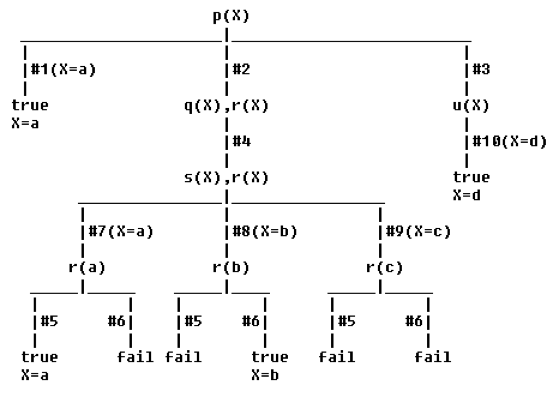 p(X)
#1(X=a) #2 #3
true q(X),r(X) u(X)
X=a
#4 #10(X=d)
s(X),r(X) true
X=d
#7(X=a) #8(X=b) #9(X=c)
r(a) r(b) r(c)
#5 #6 #5 #6 #5 #6
true fail fail true fail fail
X=a X=b